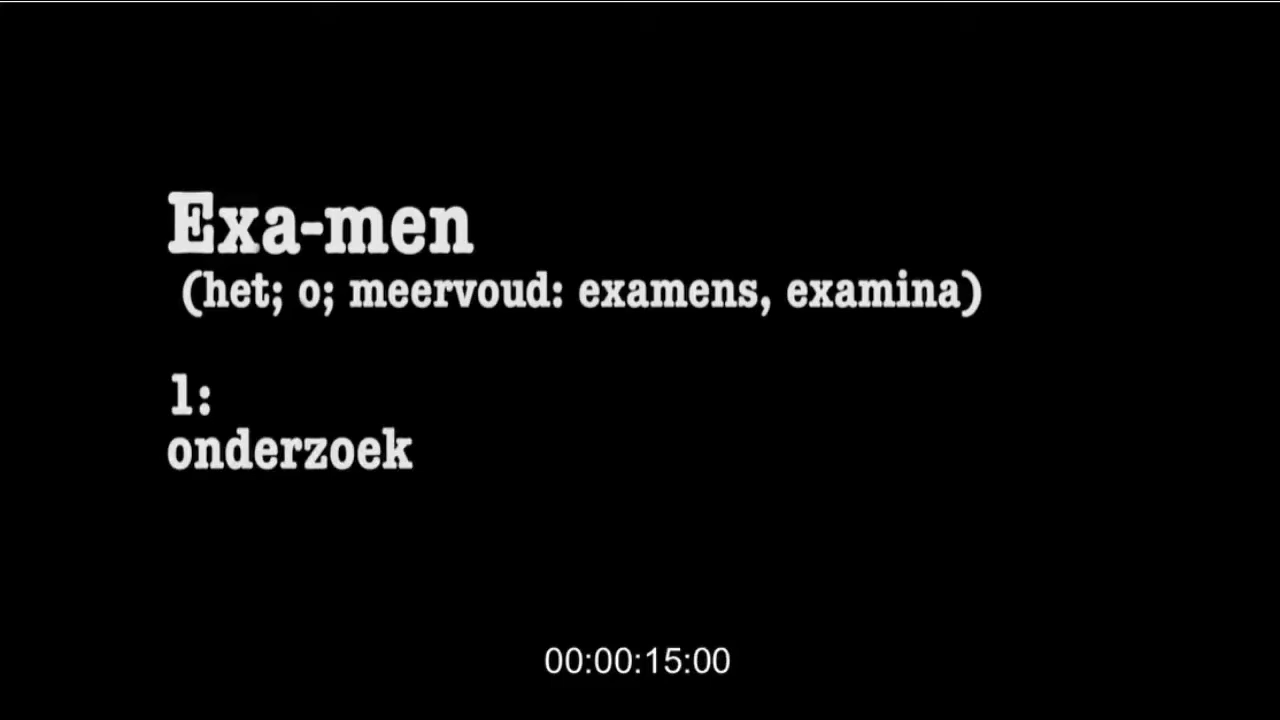 Exa-men
(het; o; meervoud: examens, examina)
1:
onderzoek
00:00:15:00